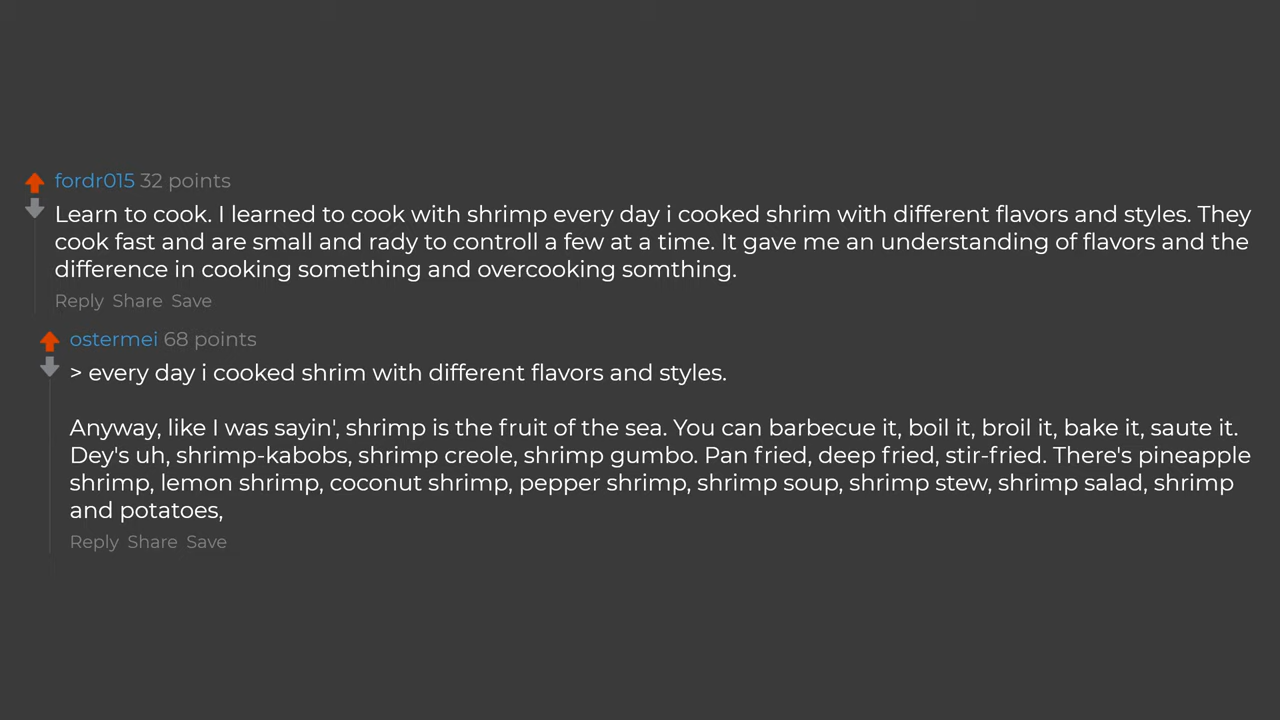 fordr015 32 points
Learn to cook. I learned to cook with shrimp every day i cooked shrim with different flavors and styles. They
cook fast and are small and rady to controll a few at a time. It gave me an understanding of flavors and the
difference in cooking something and overcooking somthing.
Reply Share Save
ostermei 68 points
> every day i cooked shrim with different flavors and styles.
Anyway, like I was sayin', shrimp is the fruit of the sea. You can barbecue it, boil it, broil it, bake it, saute it.
Dey's uh, shrimp-kabobs, shrimp creole, shrimp gumbo. Pan fried, deep fried, stir-fried. There's pineapple
shrimp, lemon shrimp, coconut shrimp, pepper shrimp, shrimp soup, shrimp stew, shrimp salad, shrimp
and potatoes,
Reply Share Save